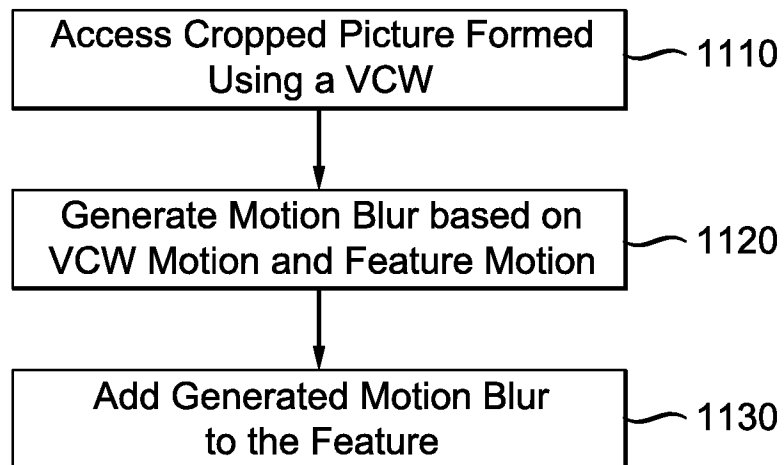 Access Cropped Picture Formed
Using a VCW
1110
Generate Motion Blur based on
VCW Motion and Feature Motion
1120
Add Generated Motion Blur
to the Feature
1130